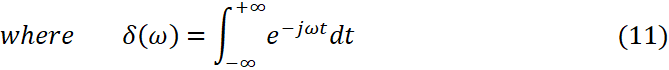 where δ(ω) = ∫_{-∞}^{+∞} e^{-jωt} dt (11)